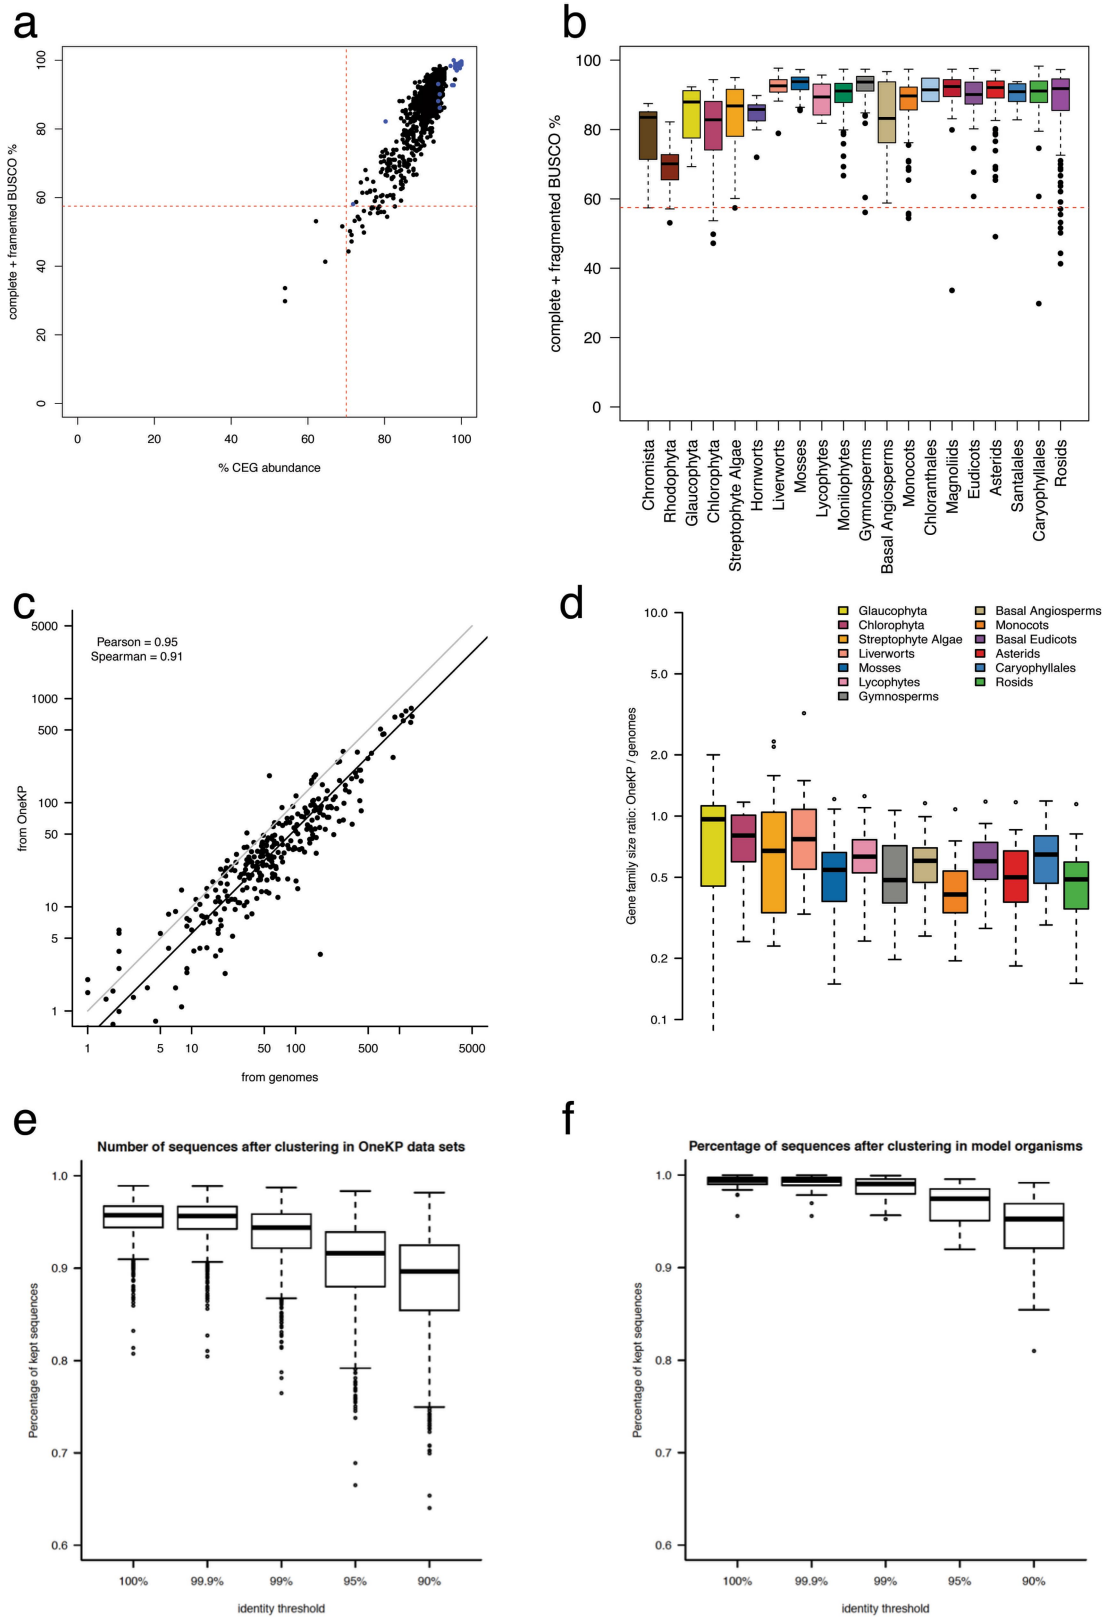 a
complete + framented BUSCO %
100
80
60
40
20
0
0 20 40 60 80 100
% CEG abundance
b
complete + fragmented BUSCO %
100
80
60
40
20
0
Chromista
Rhodophyta
Glaucophyta
Chlorophyta
Streptophyte Algae
Hornworts
Liverworts
Mosses
Lycophytes
Monilophytes
Gymnosperms
Basal Angiosperms
Monocots
Chloranthales
Magnoliids
Eudicots
Asterids
Santalales
Caryophyllales
Rosids
c
Pearson = 0.95
Spearman = 0.91
from OneKP
5000
1000
500
100
50
10
5
1
1 5 10 50 100 500 5000
from genomes
d
Glaucophyta
Chlorophyta
Streptophyte Algae
Liverworts
Mosses
Lycophytes
Gymnosperms
Basal Angiosperms
Monocots
Basal Eudicots
Asterids
Caryophyllales
Rosids
Gene family size ratio: OneKP / genomes
10.0
5.0
2.0
1.0
0.5
0.2
0.1
e
Number of sequences after clustering in OneKP data sets
Percentage of kept sequences
1.0
0.9
0.8
0.7
0.6
100% 99.9% 99% 95% 90%
identity threshold
f
Percentage of sequences after clustering in model organisms
Percentage of kept sequences
1.0
0.9
0.8
0.7
0.6
100% 99.9% 99% 95% 90%
identity threshold